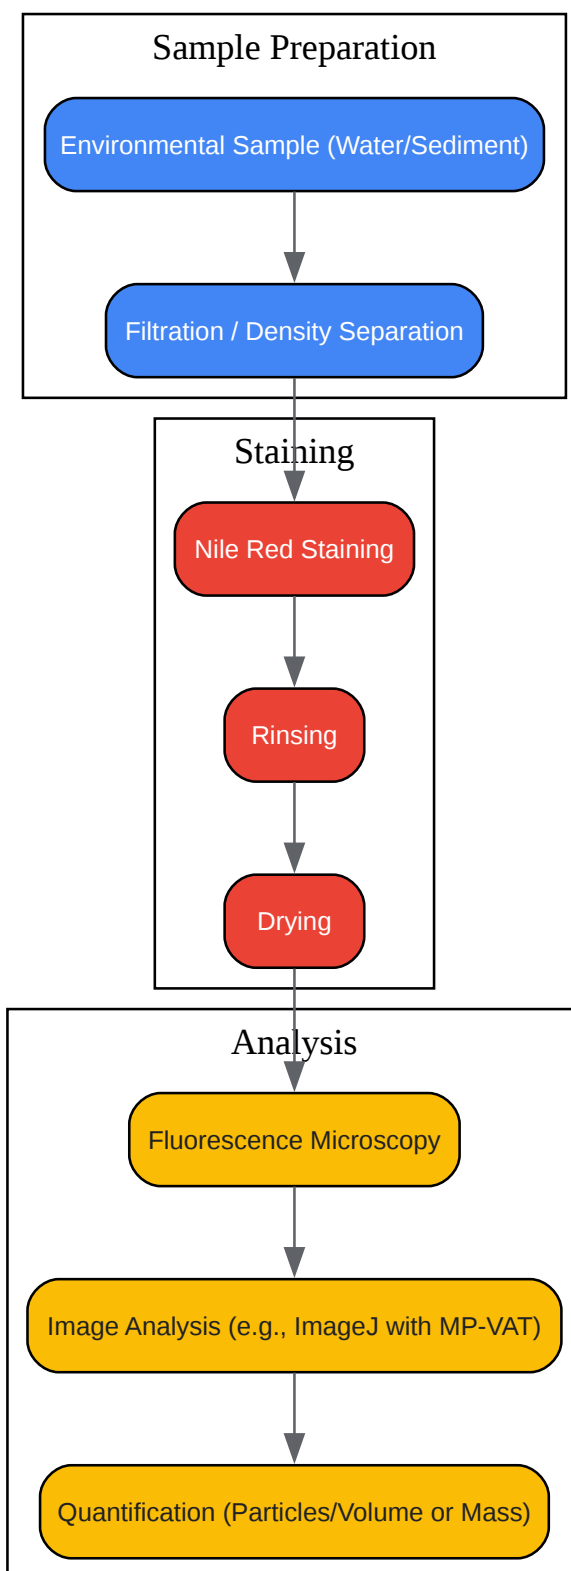 Sample Preparation
Environmental Sample (Water/Sediment)
Filtration / Density Separation
Staining
Nile Red Staining
Rinsing
Drying
Analysis
Fluorescence Microscopy
Image Analysis (e.g., ImageJ with MP-VAT)
Quantification (Particles/Volume or Mass)